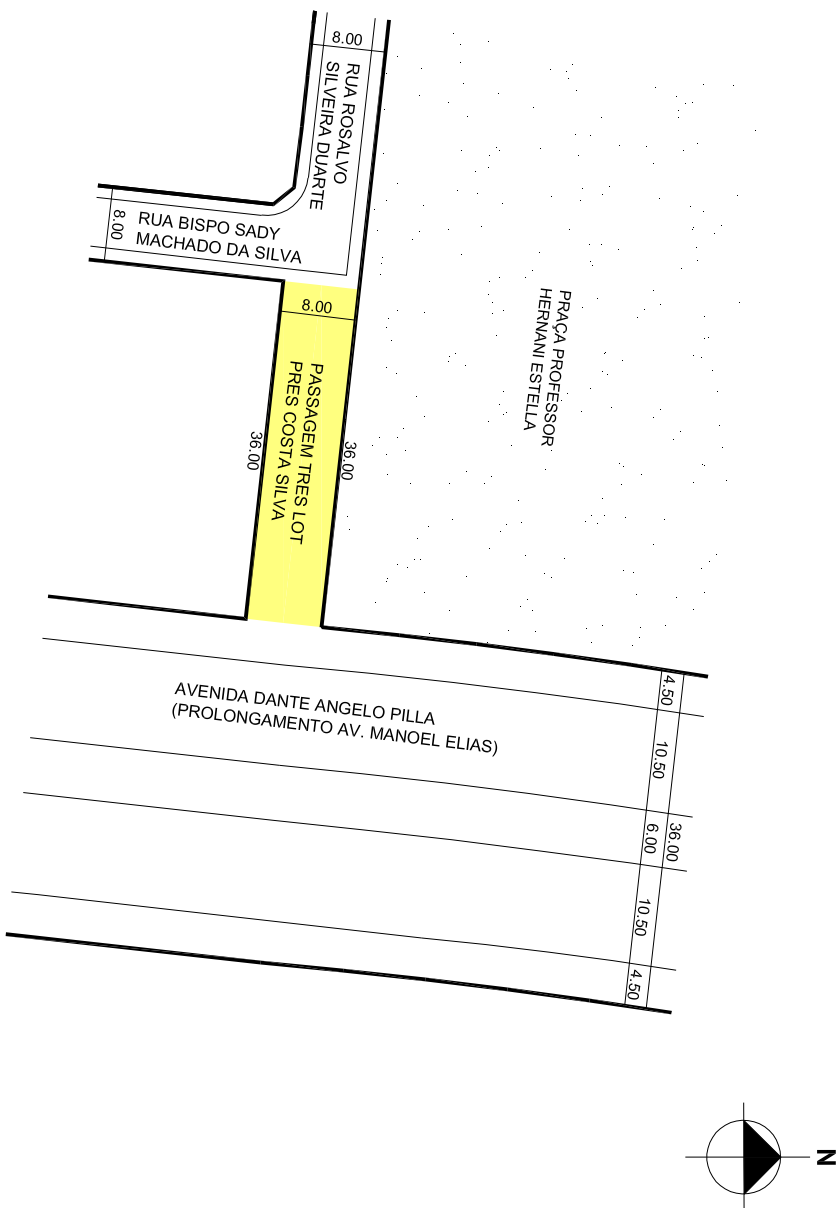 8.00
RUA ROSALVO
SILVEIRA DUARTE
8.00
RUA BISPO SADY
MACHADO DA SILVA
8.00
PASSAGEM TRES LOT
PRES COSTA SILVA
36.00
36.00
PRAÇA PROFESSOR
HERNANI ESTELLA
AVENIDA DANTE ANGELO PILLA
(PROLONGAMENTO AV. MANOEL ELIAS)
4.50
10.50
6.00
36.00
10.50
4.50
N